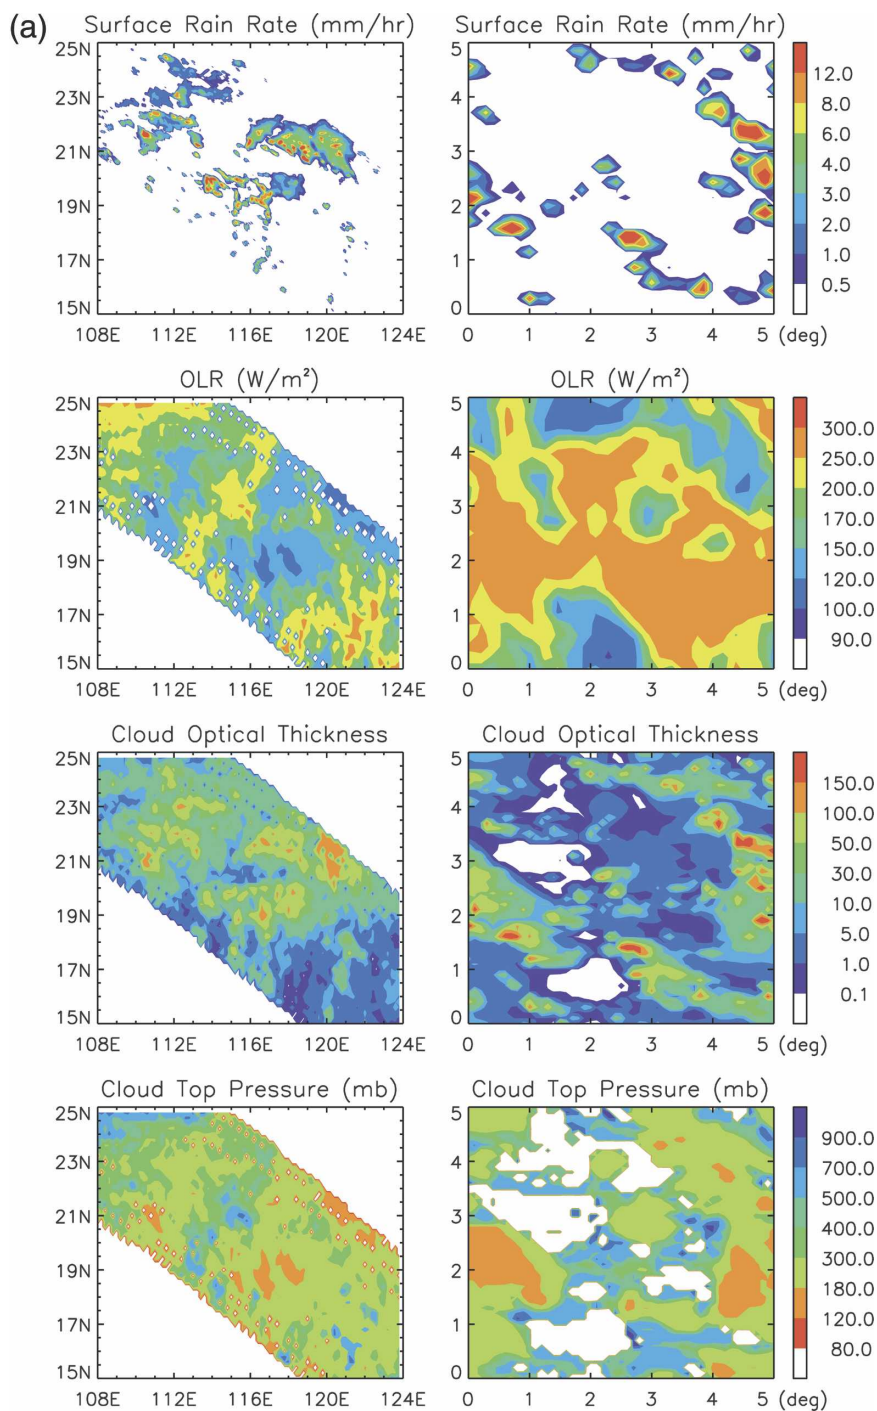 (a)
Surface Rain Rate (mm/hr)
25N
23N
21N
19N
17N
15N
108E 112E 116E 120E 124E
Surface Rain Rate (mm/hr)
5
4
3
2
1
0
0 1 2 3 4 5 (deg)
12.0
8.0
6.0
4.0
3.0
2.0
1.0
0.5
OLR (W/m²)
25N
23N
21N
19N
17N
15N
108E 112E 116E 120E 124E
OLR (W/m²)
5
4
3
2
1
0
0 1 2 3 4 5 (deg)
300.0
250.0
200.0
170.0
150.0
120.0
100.0
90.0
Cloud Optical Thickness
25N
23N
21N
19N
17N
15N
108E 112E 116E 120E 124E
Cloud Optical Thickness
5
4
3
2
1
0
0 1 2 3 4 5 (deg)
150.0
100.0
50.0
30.0
10.0
5.0
1.0
0.1
Cloud Top Pressure (mb)
25N
23N
21N
19N
17N
15N
108E 112E 116E 120E 124E
Cloud Top Pressure (mb)
5
4
3
2
1
0
0 1 2 3 4 5 (deg)
900.0
700.0
500.0
400.0
300.0
180.0
120.0
80.0